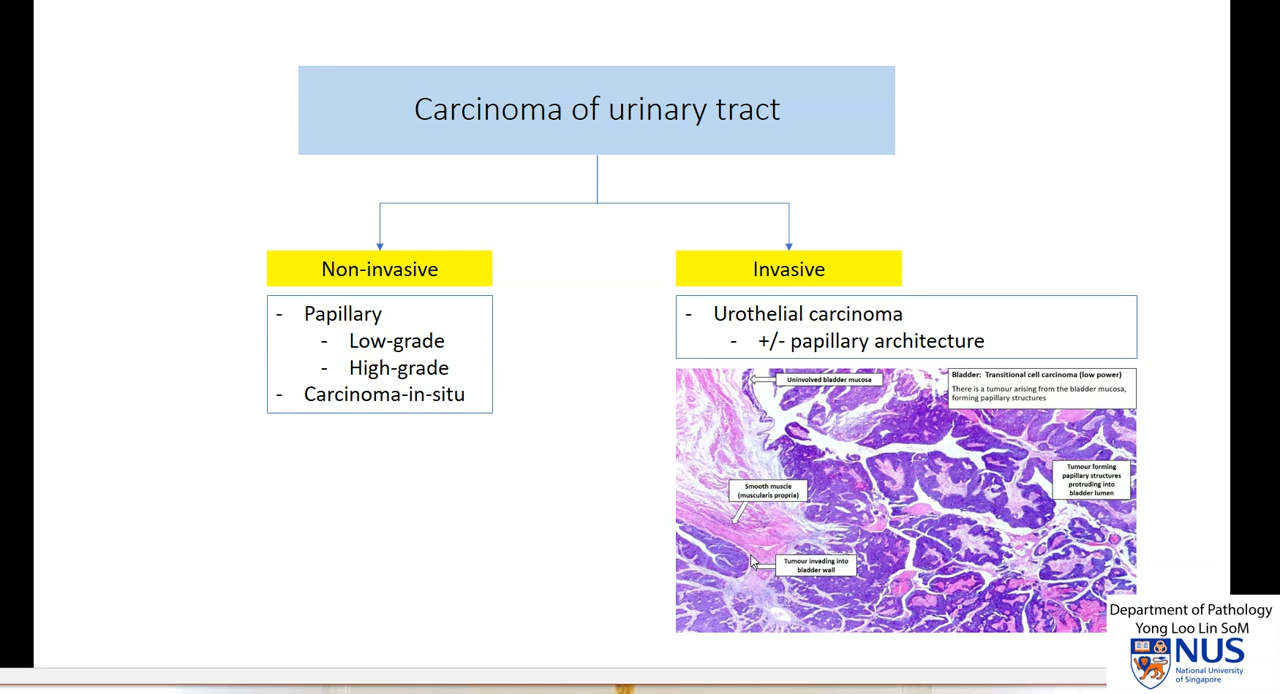 Carcinoma of urinary tract
Non-invasive
- Papillary
- Low-grade
- High-grade
- Carcinoma-in-situ
Invasive
- Urothelial carcinoma
- +/- papillary architecture
Uninvolved bladder mucosa
Bladder: Transitional cell carcinoma (low power)
There is a tumour arising from the bladder mucosa,
forming papillary structures
Tumour forming
papillary structures
protruding into
bladder lumen
Smooth muscle
(muscularis propria)
Tumour invading into
bladder wall
Department of Pathology
Yong Loo Lin SoM
NUS
National University
of Singapore